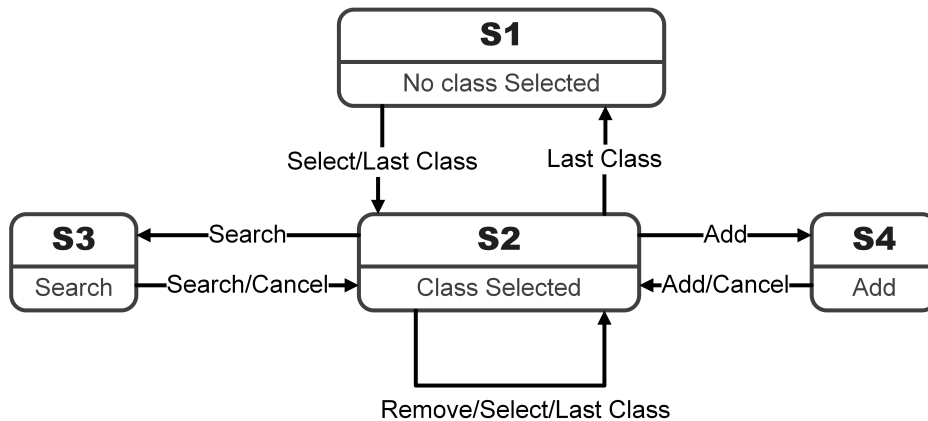 S1
No class Selected
Select/Last Class
Last Class
S3
Search
Search
Search/Cancel
S2
Class Selected
Add
Add/Cancel
S4
Add
Remove/Select/Last Class